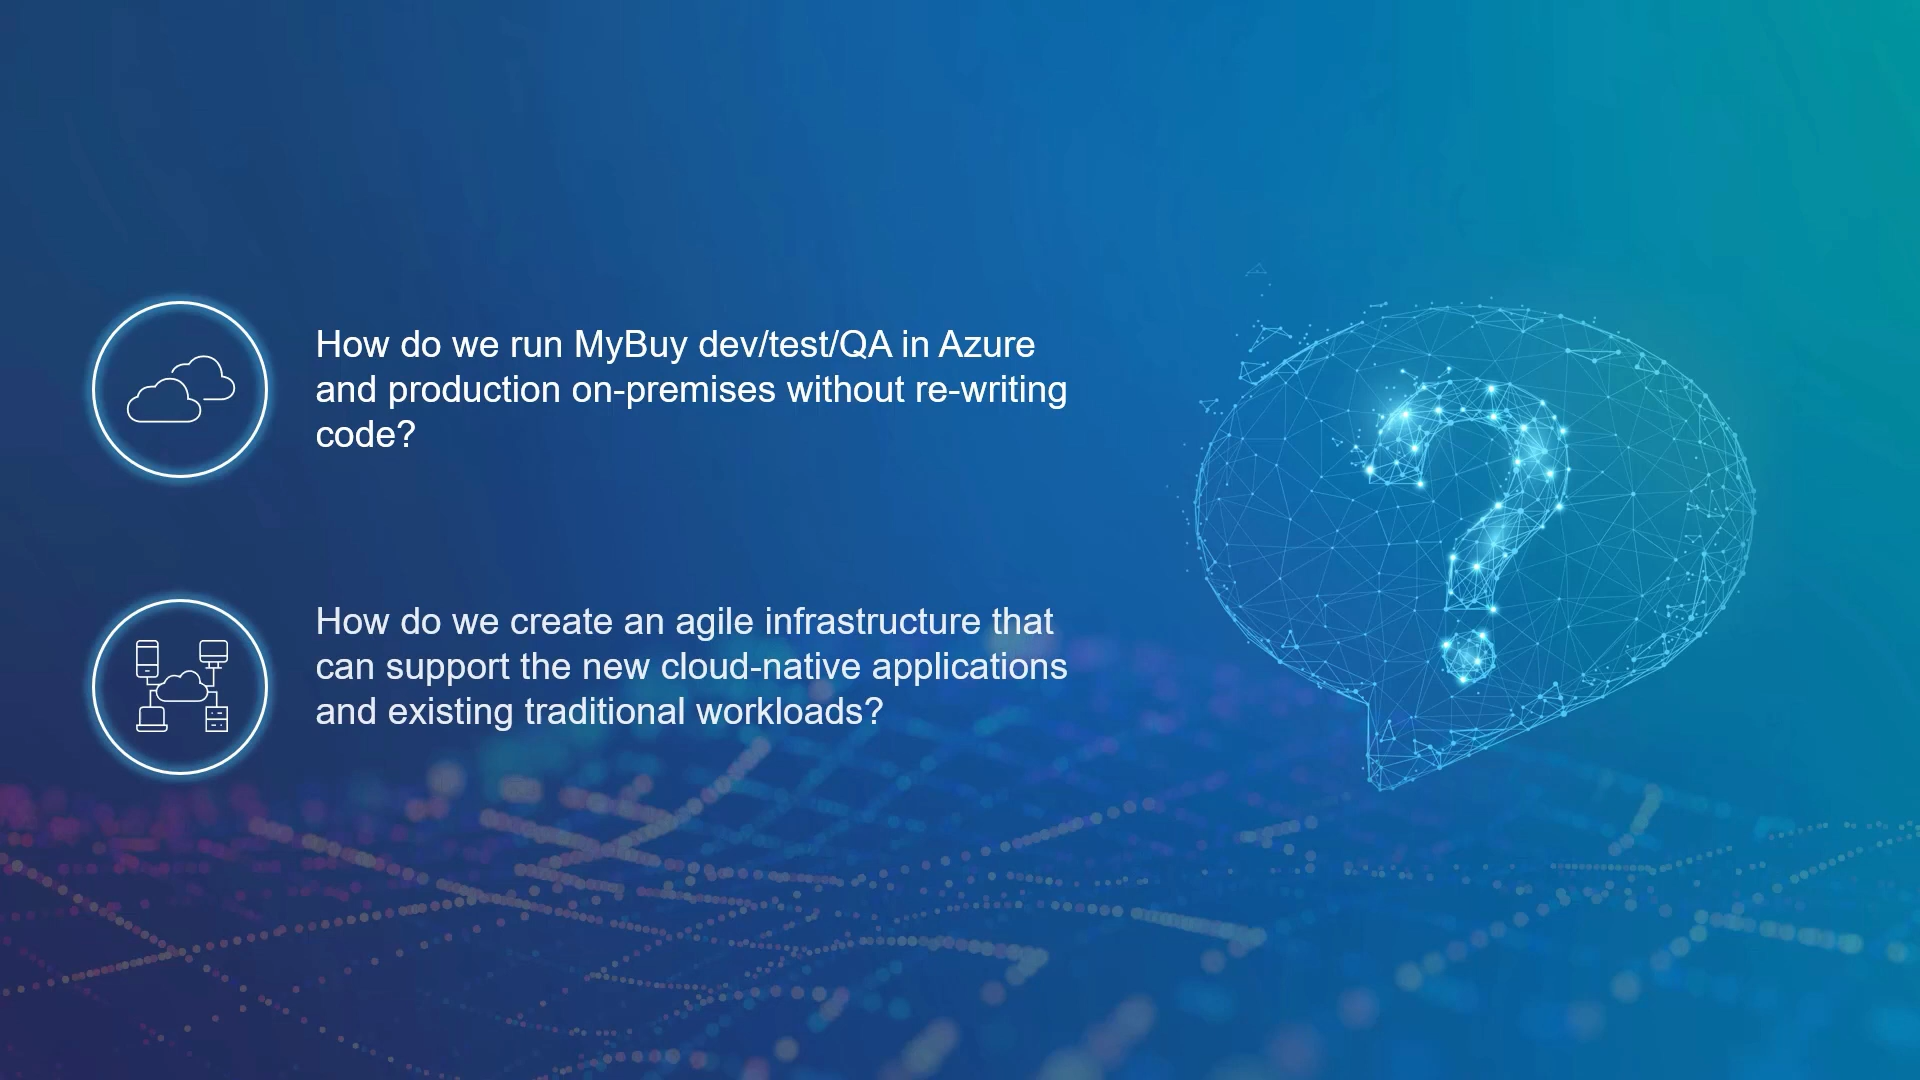 How do we run MyBuy dev/test/QA in Azure
and production on-premises without re-writing
code?
How do we create an agile infrastructure that
can support the new cloud-native applications
and existing traditional workloads?